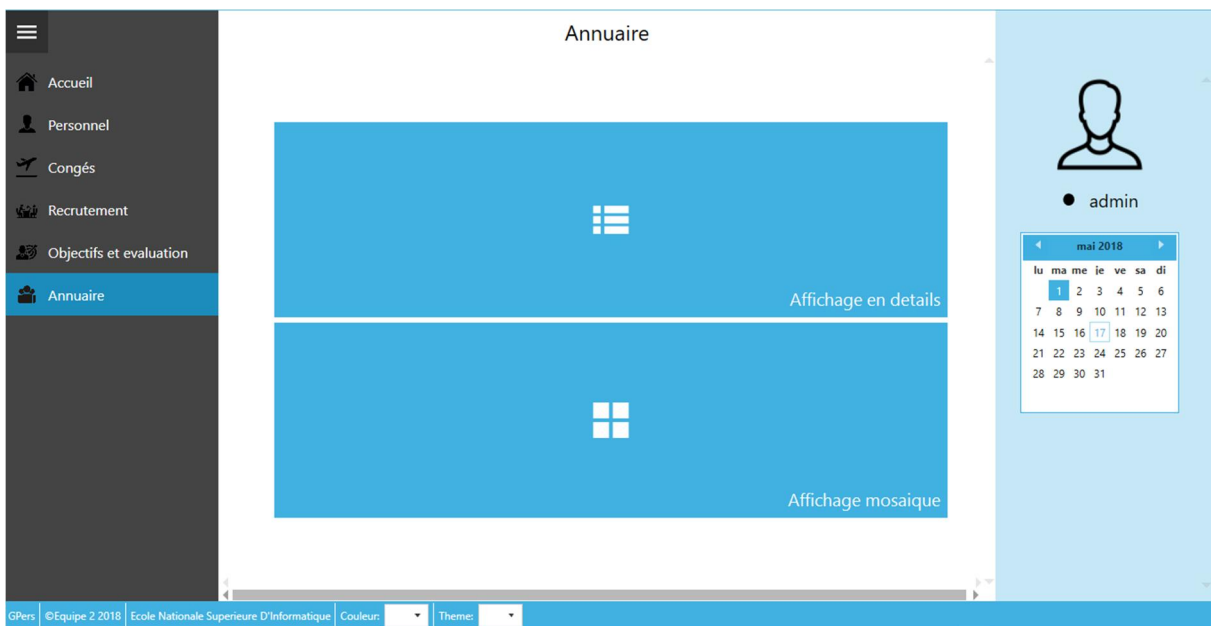 Annuaire
Accueil
Personnel
Congés
Recrutement
Objectifs et evaluation
Annuaire
Affichage en details
Affichage mosaique
admin
mai 2018
lu ma me je ve sa di
1 2 3 4 5 6
7 8 9 10 11 12 13
14 15 16 17 18 19 20
21 22 23 24 25 26 27
28 29 30 31
GPers ©Equipe 2 2018 Ecole Nationale Superieure D'Informatique Couleur: Theme: